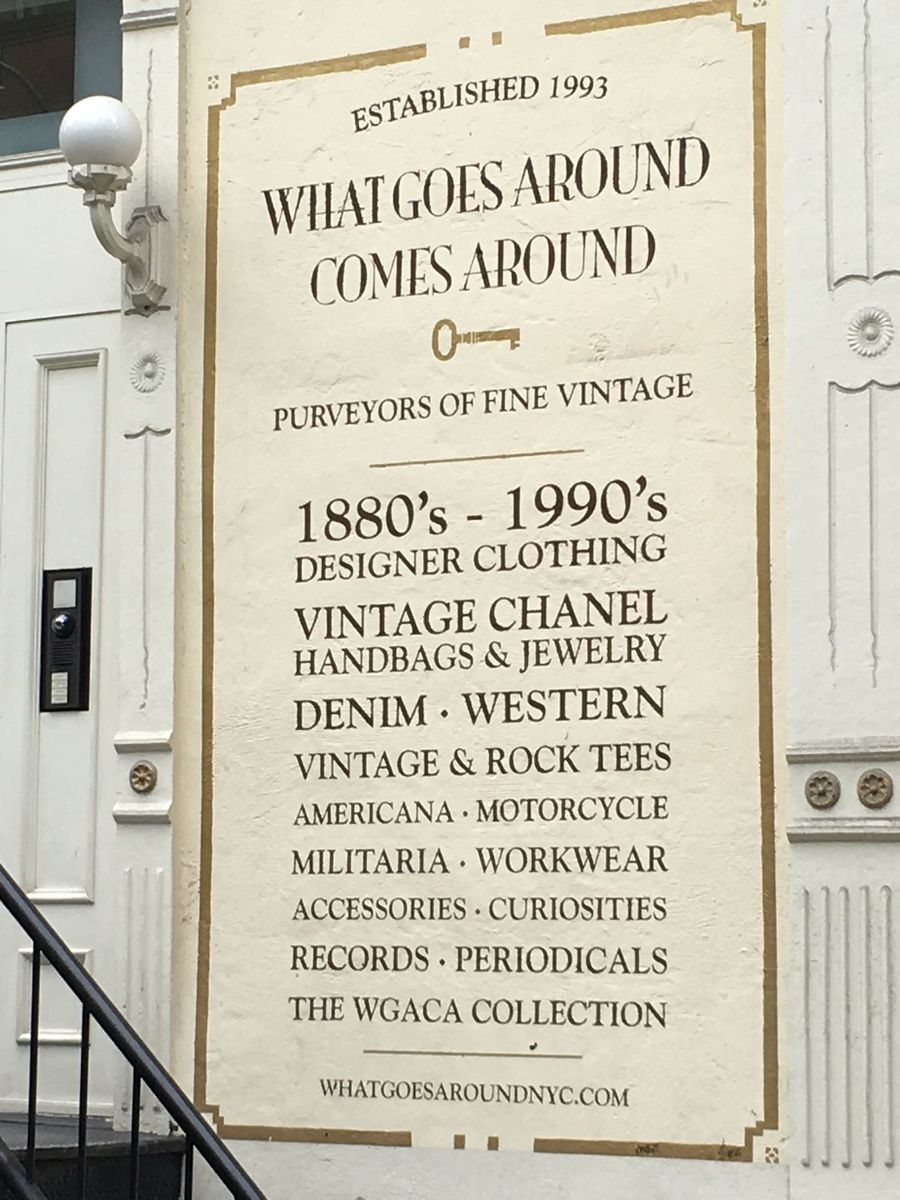 ESTABLISHED 1993
WHAT GOES AROUND
COMES AROUND
PURVEYORS OF FINE VINTAGE
1880's - 1990's
DESIGNER CLOTHING
VINTAGE CHANEL
HANDBAGS & JEWELRY
DENIM · WESTERN
VINTAGE & ROCK TEES
AMERICANA · MOTORCYCLE
MILITARIA · WORKWEAR
ACCESSORIES · CURIOSITIES
RECORDS · PERIODICALS
THE WGACA COLLECTION
WHATGOESAROUNDNYC.COM